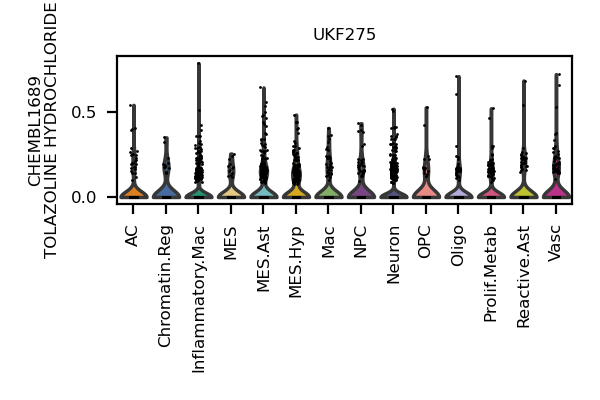 UKF275
CHEMBL1689
TOLAZOLINE HYDROCHLORIDE
0.5
0.0
AC
Chromatin.Reg
Inflammatory.Mac
MES
MES.Ast
MES.Hyp
Mac
NPC
Neuron
OPC
Oligo
Prolif.Metab
Reactive.Ast
Vasc